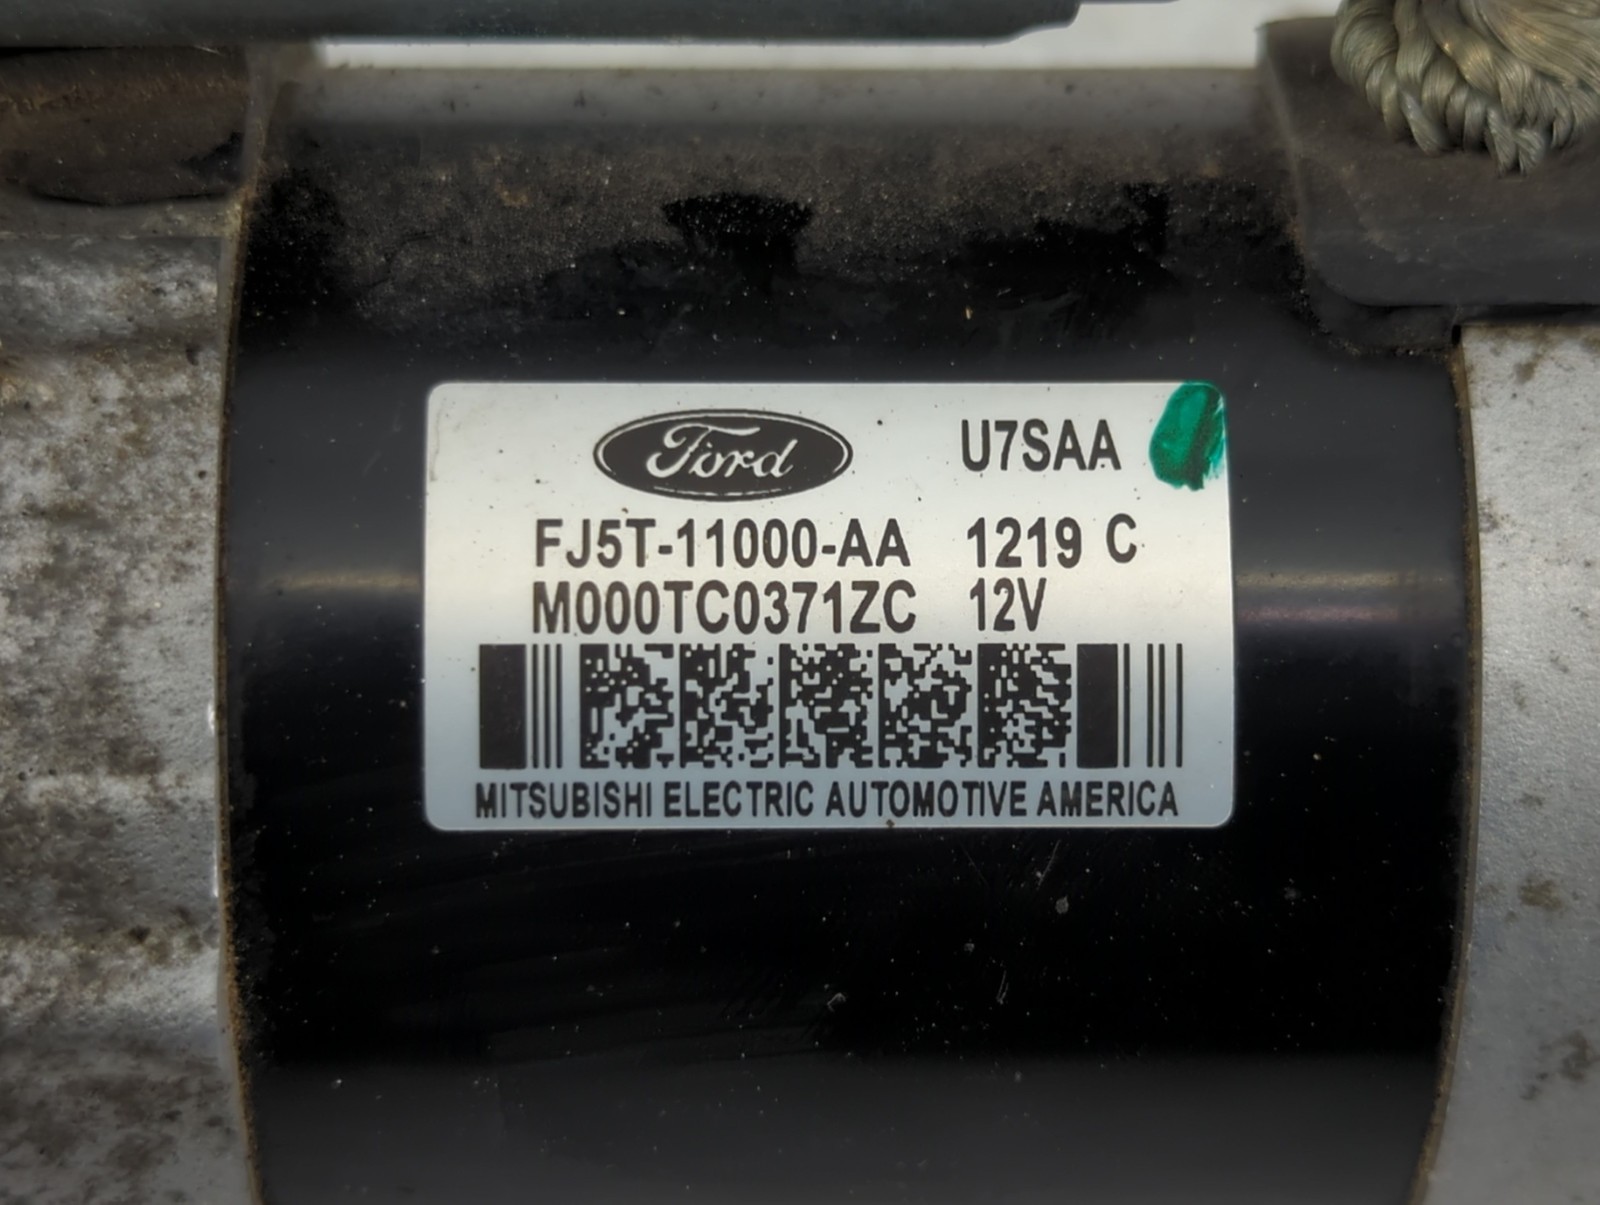 Ford U7SAA
FJ5T-11000-AA 1219 C
M000TC0371ZC 12V
MITSUBISHI ELECTRIC AUTOMOTIVE AMERICA